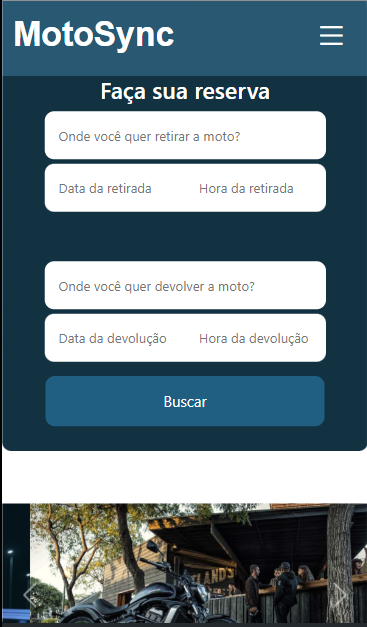 MotoSync
Faça sua reserva
Onde você quer retirar a moto?
Data da retirada Hora da retirada
Onde você quer devolver a moto?
Data da devolução Hora da devolução
Buscar